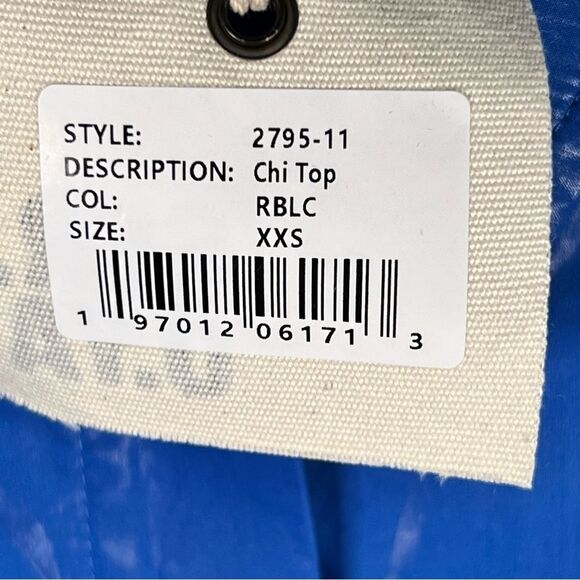 STYLE: 2795-11
DESCRIPTION: Chi Top
COL: RBLC
SIZE: XXS
1 97012 06171 3